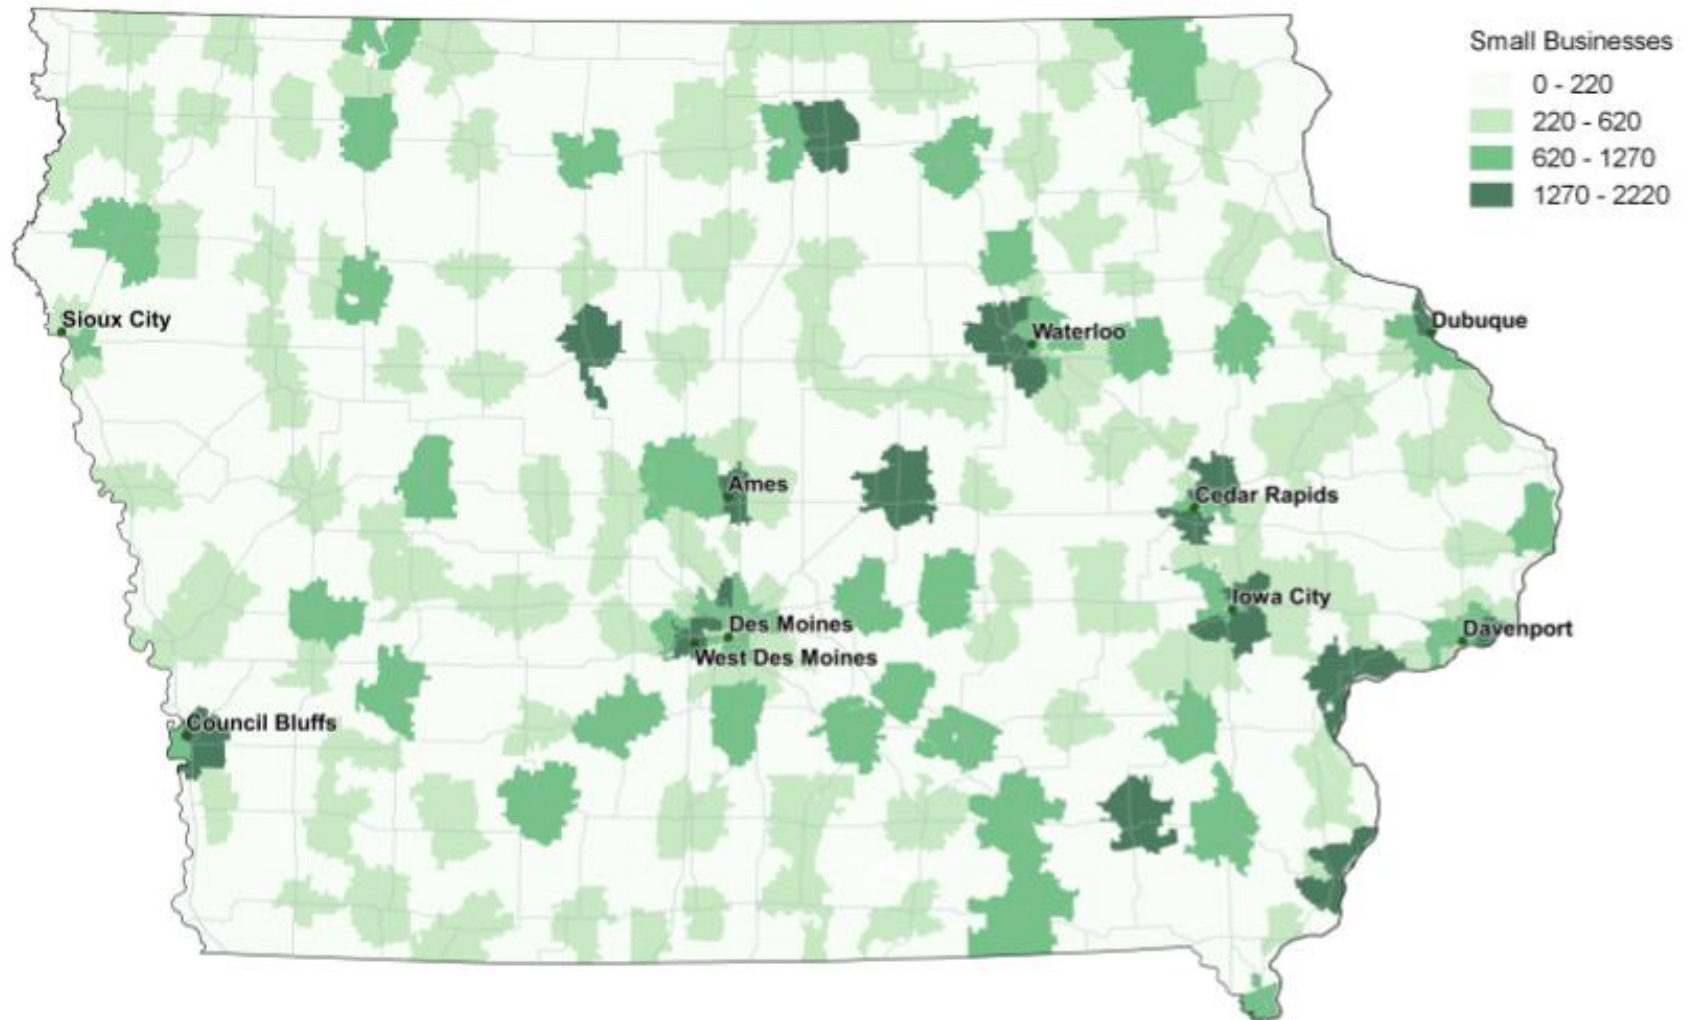 Small Businesses
0 - 220
220 - 620
620 - 1270
1270 - 2220
Sioux City
Dubuque
Waterloo
Ames
Cedar Rapids
Iowa City
Des Moines
Davenport
West Des Moines
Council Bluffs